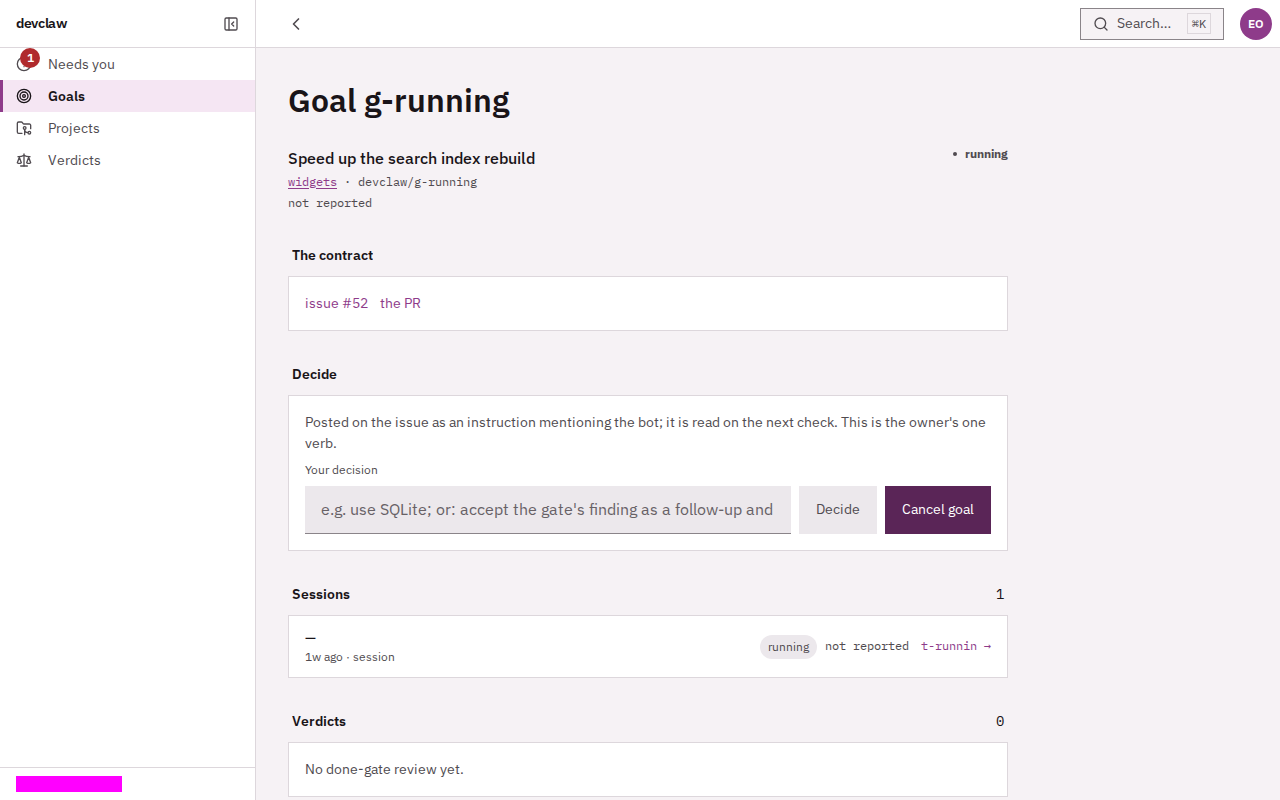 devclaw
Search... ⌘K
EO
1
Needs you
Goals
Projects
Verdicts
Goal g-running
Speed up the search index rebuild
• running
widgets · devclaw/g-running
not reported
The contract
issue #52 the PR
Decide
Posted on the issue as an instruction mentioning the bot; it is read on the next check. This is the owner's one
verb.
Your decision
e.g. use SQLite; or: accept the gate's finding as a follow-up and
Decide
Cancel goal
Sessions 1
—
running not reported t-runnin →
1w ago · session
Verdicts 0
No done-gate review yet.